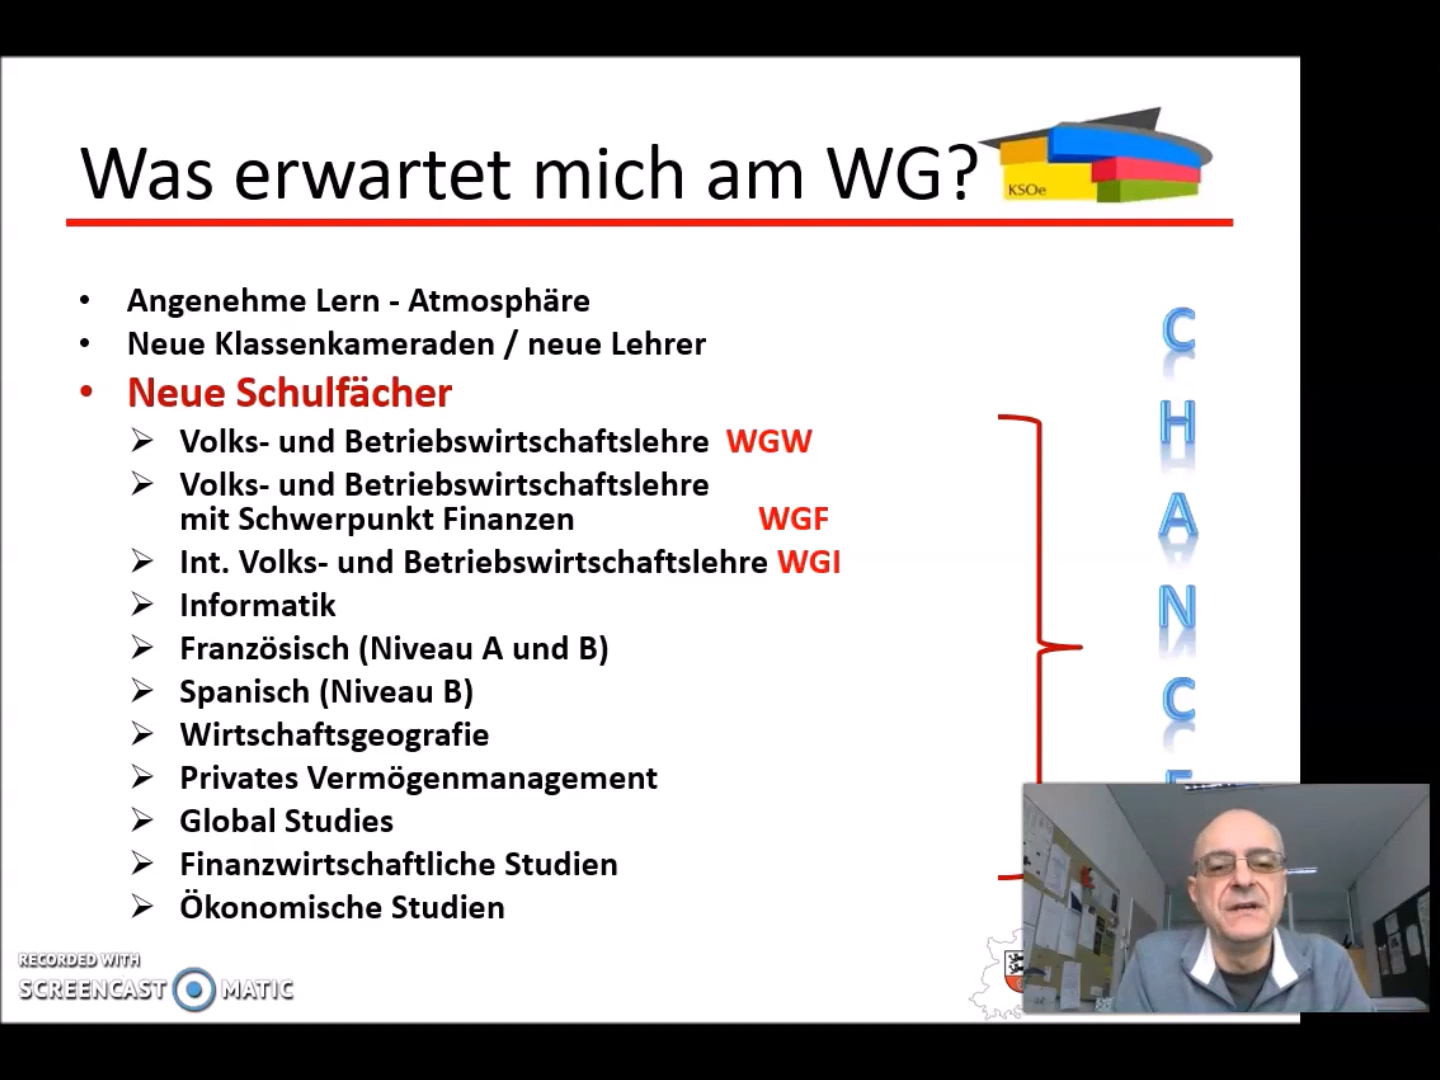 Was erwartet mich am WG?
KSOe
• Angenehme Lern - Atmosphäre
• Neue Klassenkameraden / neue Lehrer
• Neue Schulfächer
➢ Volks- und Betriebswirtschaftslehre WGW
➢ Volks- und Betriebswirtschaftslehre
mit Schwerpunkt Finanzen WGF
➢ Int. Volks- und Betriebswirtschaftslehre WGI
➢ Informatik
➢ Französisch (Niveau A und B)
➢ Spanisch (Niveau B)
➢ Wirtschaftsgeografie
➢ Privates Vermögenmanagement
➢ Global Studies
➢ Finanzwirtschaftliche Studien
➢ Ökonomische Studien
C
H
A
N
C
E
RECORDED WITH
SCREENCAST MATIC